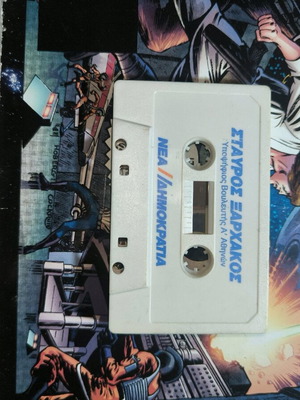 ΣΤΑΥΡΟΣ ΞΑΡΧΑΚΟΣ
Υποψήφιος Βουλευτής Α' Αθηνών
ΝΕΑ//ΔΗΜΟΚΡΑΤΙΑ